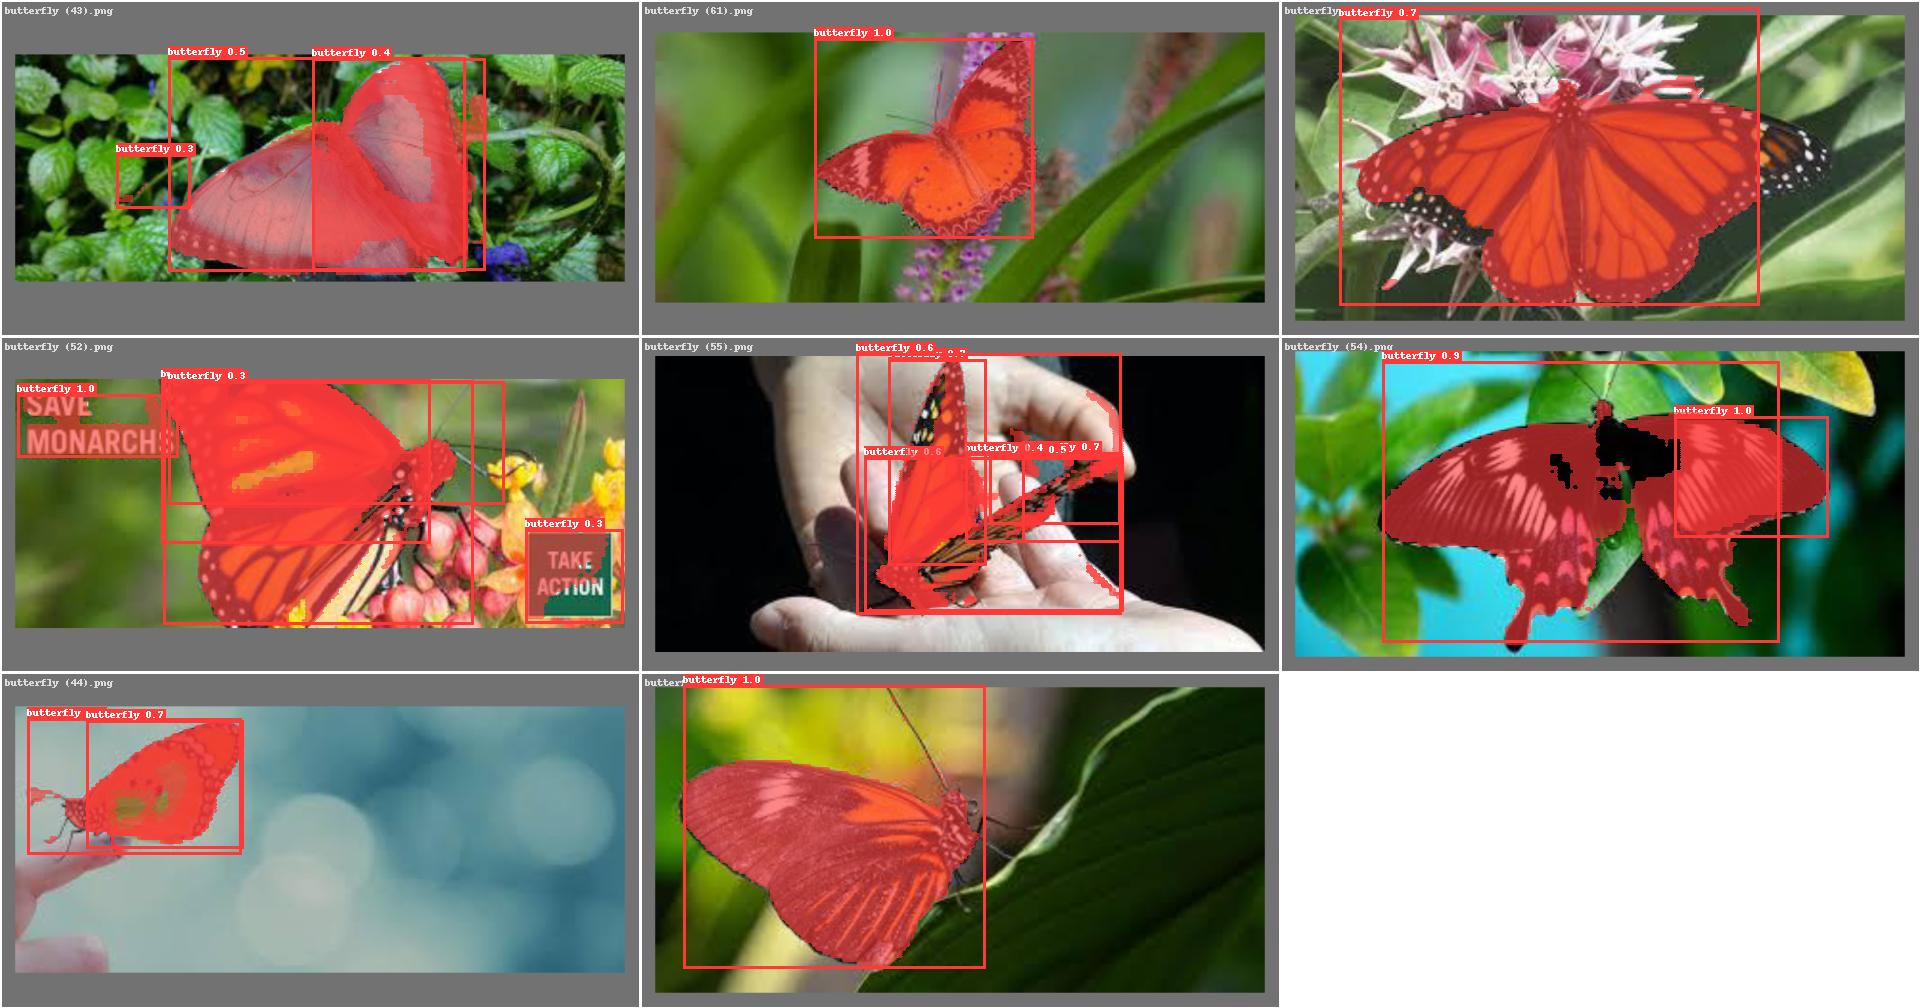 butterfly (43).png
butterfly 0.5
butterfly 0.4
butterfly 0.3
butterfly (61).png
butterfly 1.0
butterfly 0.7
butterfly (52).png
butterfly 0.3
butterfly 1.0
SAVE
MONARCHS
butterfly 0.3
TAKE
ACTION
butterfly (55).png
butterfly 0.6
butterfly 0.6
butterfly 0.4
0.5
y 0.7
butterfly (54).png
butterfly 0.9
butterfly 1.0
butterfly (44).png
butterfly
butterfly 0.7
butterfly 1.0